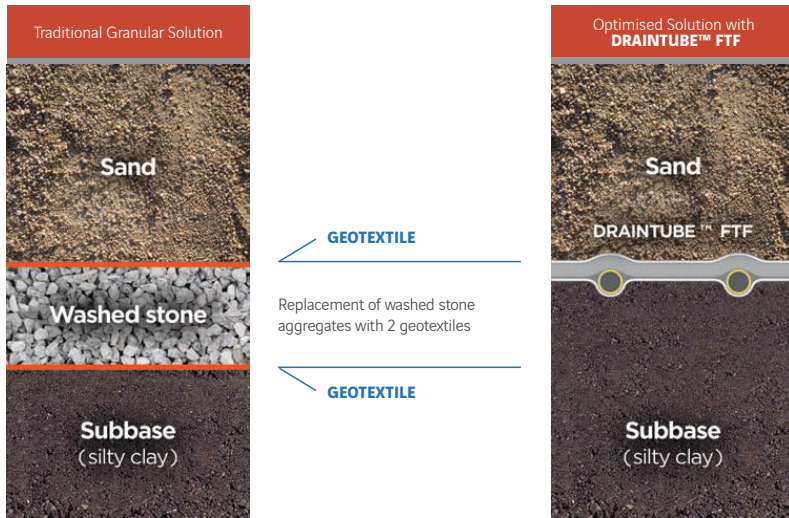 Traditional Granular Solution
Sand
Washed stone
Subbase
(silty clay)
GEOTEXTILE
Replacement of washed stone
aggregates with 2 geotextiles
GEOTEXTILE
Optimised Solution with
DRAINTUBE™ FTF
Sand
DRAINTUBE™ FTF
Subbase
(silty clay)